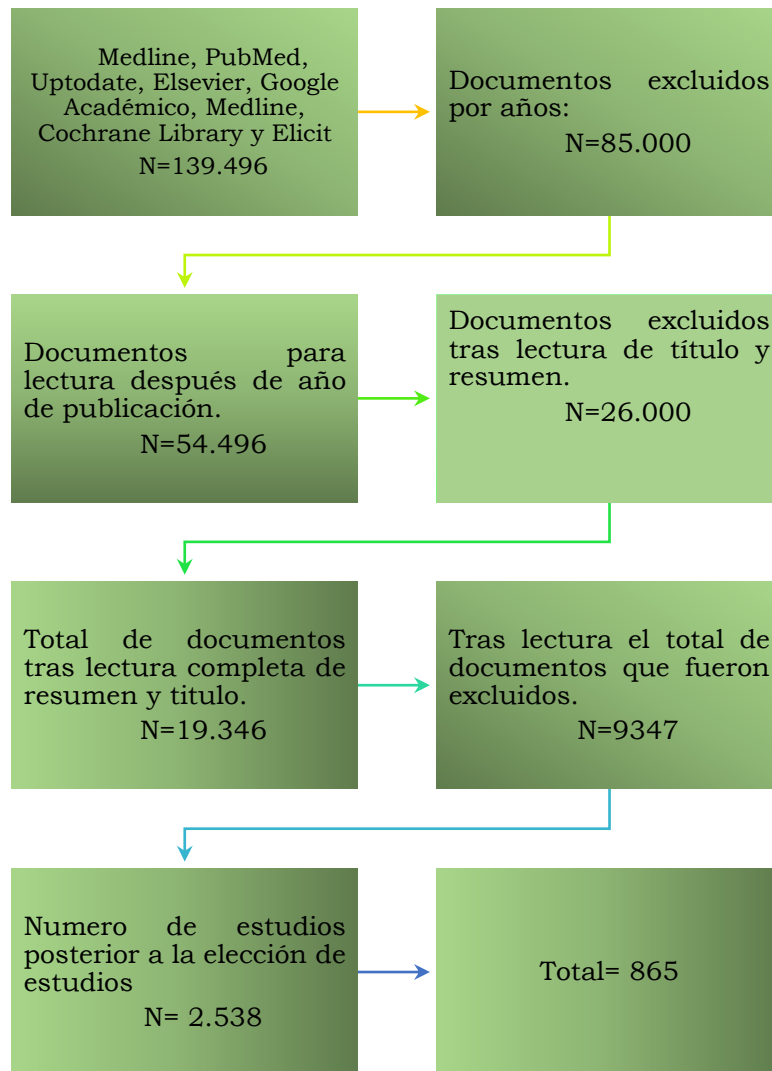 Medline, PubMed,
Uptodate, Elsevier, Google
Académico, Medline,
Cochrane Library y Elicit
N=139.496
Documentos excluidos
por años:
N=85.000
Documentos para
lectura después de año
de publicación.
N=54.496
Documentos excluidos
tras lectura de título y
resumen.
N=26.000
Total de documentos
tras lectura completa de
resumen y titulo.
N=19.346
Tras lectura el total de
documentos que fueron
excluidos.
N=9347
Numero de estudios
posterior a la elección de
estudios
N= 2.538
Total= 865